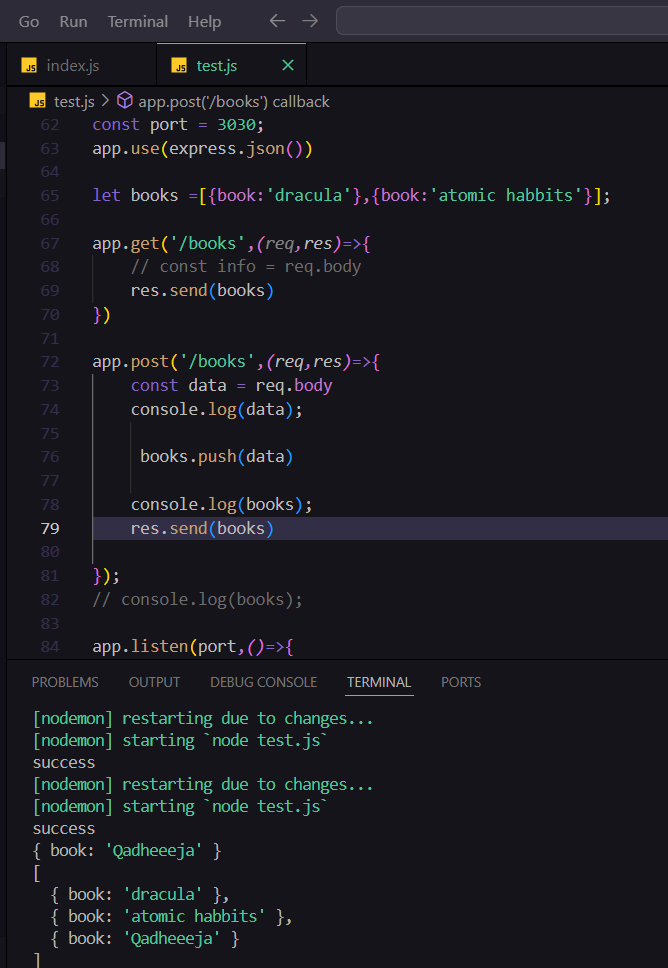 Go Run Terminal Help
JS index.js JS test.js
JS test.js > app.post('/books') callback
62 const port = 3030;
63 app.use(express.json())
64
65 let books =[{book:'dracula'},{book:'atomic habbits'}];
66
67 app.get('/books',(req,res)=>{
68 // const info = req.body
69 res.send(books)
70 })
71
72 app.post('/books',(req,res)=>{
73 const data = req.body
74 console.log(data);
75
76 books.push(data)
77
78 console.log(books);
79 res.send(books)
80
81 });
82 // console.log(books);
83
84 app.listen(port,()=>{
PROBLEMS OUTPUT DEBUG CONSOLE TERMINAL PORTS
[nodemon] restarting due to changes...
[nodemon] starting `node test.js`
success
[nodemon] restarting due to changes...
[nodemon] starting `node test.js`
success
{ book: 'Qadheeeja' }
[
{ book: 'dracula' },
{ book: 'atomic habbits' },
{ book: 'Qadheeeja' }
]